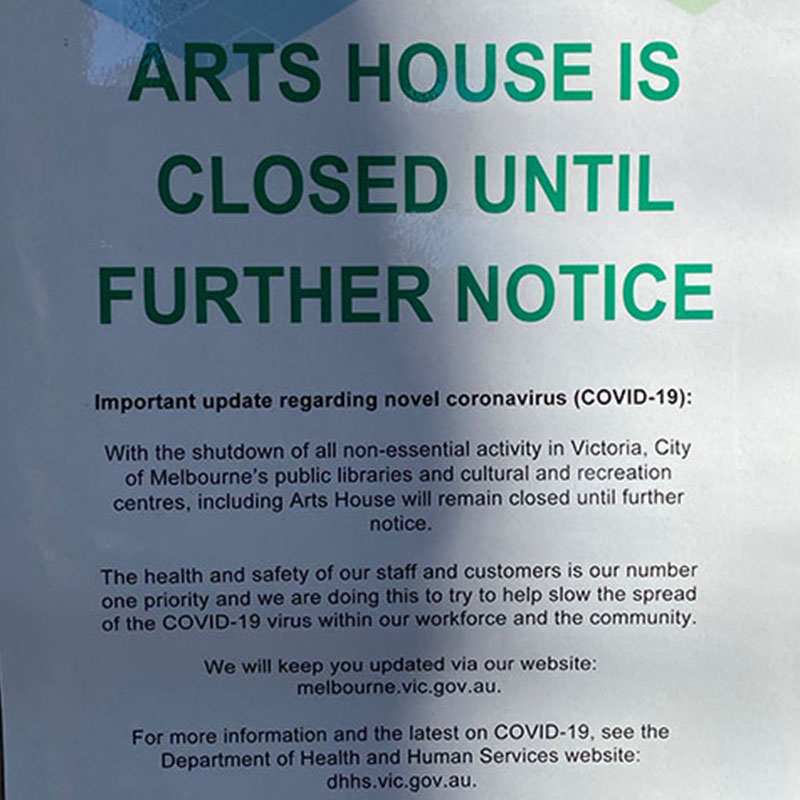 ARTS HOUSE IS
CLOSED UNTIL
FURTHER NOTICE
Important update regarding novel coronavirus (COVID-19):
With the shutdown of all non-essential activity in Victoria, City
of Melbourne's public libraries and cultural and recreation
centres, including Arts House will remain closed until further
notice.
The health and safety of our staff and customers is our number
one priority and we are doing this to try to help slow the spread
of the COVID-19 virus within our workforce and the community.
We will keep you updated via our website:
melbourne.vic.gov.au.
For more information and the latest on COVID-19, see the
Department of Health and Human Services website:
dhhs.vic.gov.au.